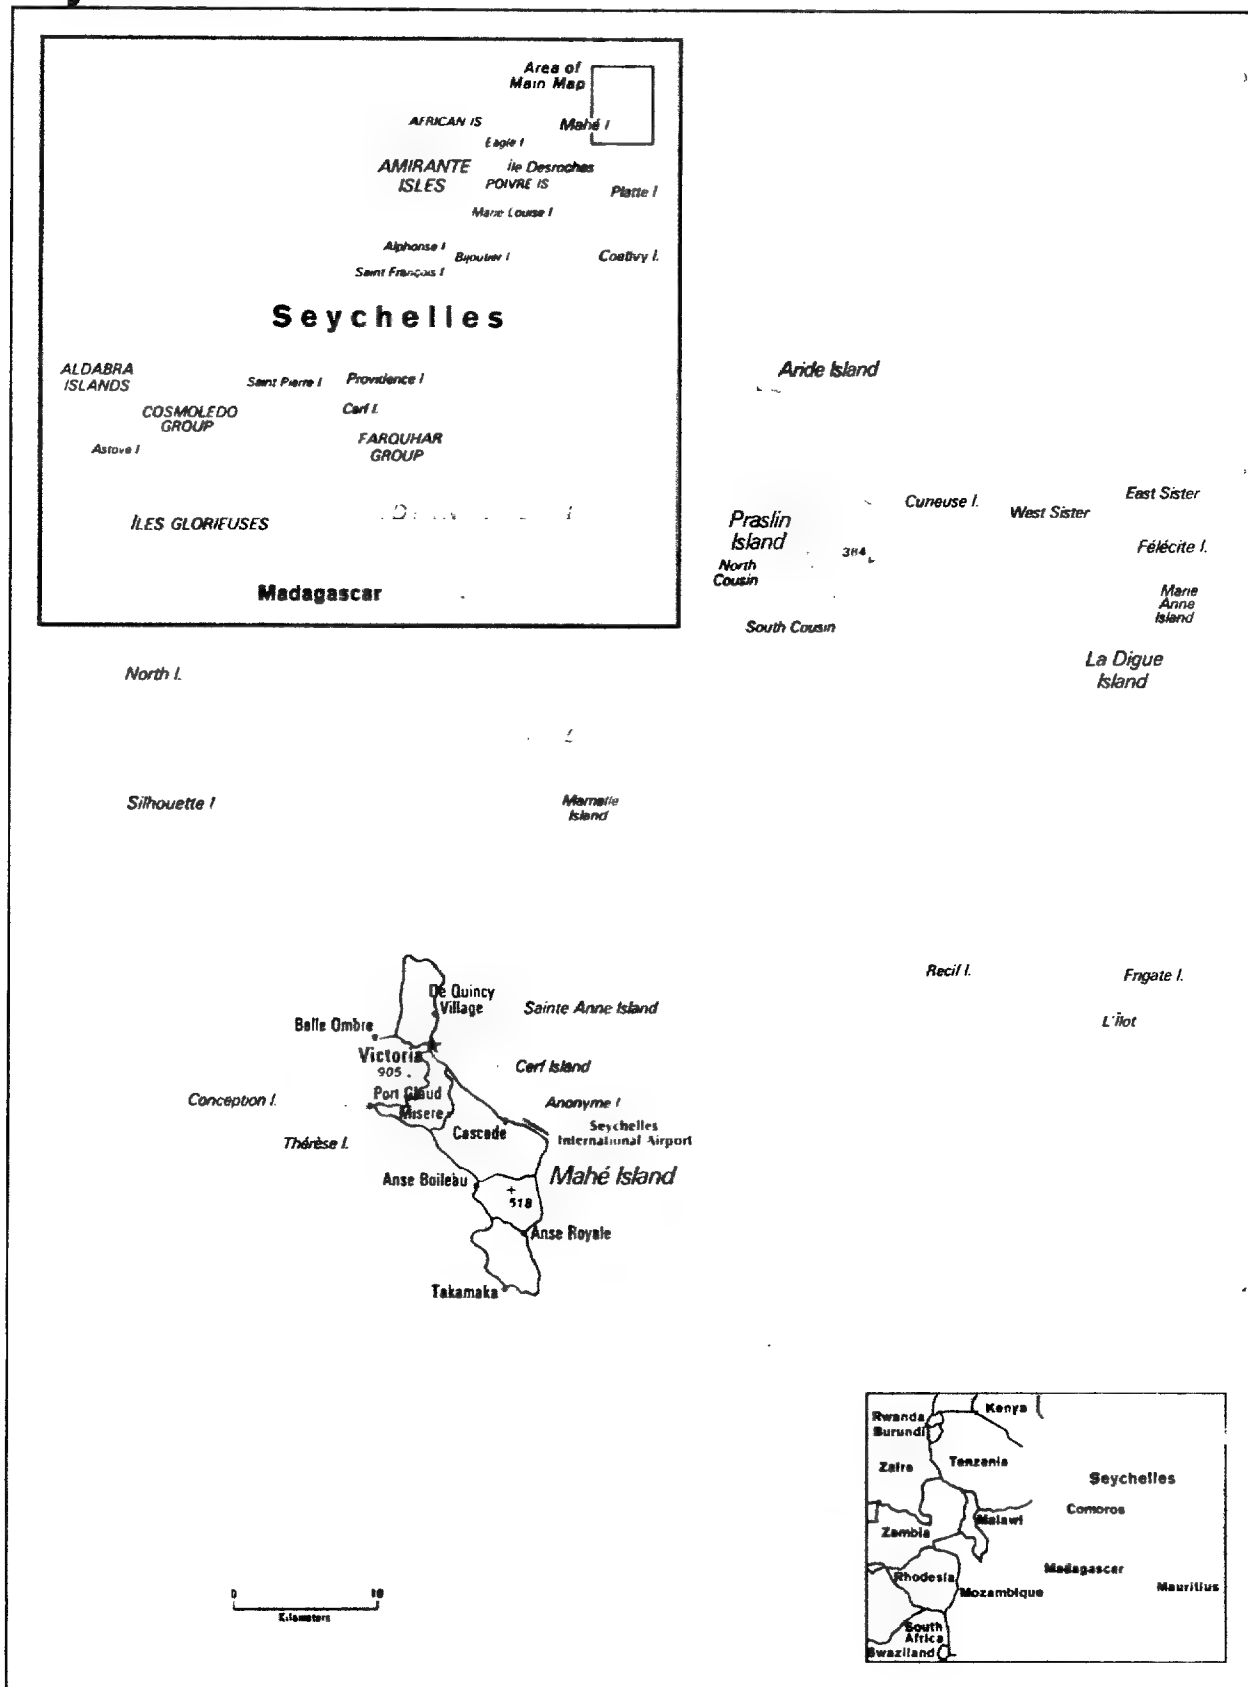 Area of
Main Map
AFRICAN IS
Mahé I
Eagle I
AMIRANTE
ISLES
Île Desroches
POIVRE IS
Platte I
Marie Louise I
Alphonse I
Bijoutier I
Coëtivy I.
Saint François I
Seychelles
ALDABRA
ISLANDS
Saint Pierre I
Providence I
COSMOLEDO
GROUP
Cerf I.
Astove I
FARQUHAR
GROUP
ÎLES GLORIEUSES
Madagascar
Aride Island
Praslin
Island
384
Curieuse I.
West Sister
East Sister
North
Cousin
Félécite I.
South Cousin
Marie
Anne
Island
La Digue
Island
North I.
Silhouette I
Mamelle
Island
De Quincy
Village
Sainte Anne Island
Recif I.
Frigate I.
Belle Ombre
L'Îlot
Victoria
905
Cerf Island
Port Glaud
Conception I.
Misere
Anonyme I
Cascade
Seychelles
International Airport
Thérèse I.
Anse Boileau
Mahé Island
518
Anse Royale
Takamaka
0 10
Kilometers
Rwanda
Burundi
Kenya
Zaire
Tanzania
Seychelles
Comoros
Malawi
Zambia
Madagascar
Rhodesia
Mozambique
Mauritius
South
Africa
Swaziland